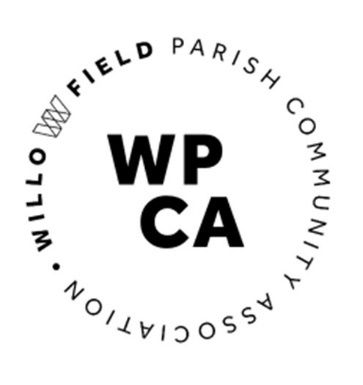 WILLOWFIELD PARISH COMMUNITY ASSOCIATION •
WP
CA